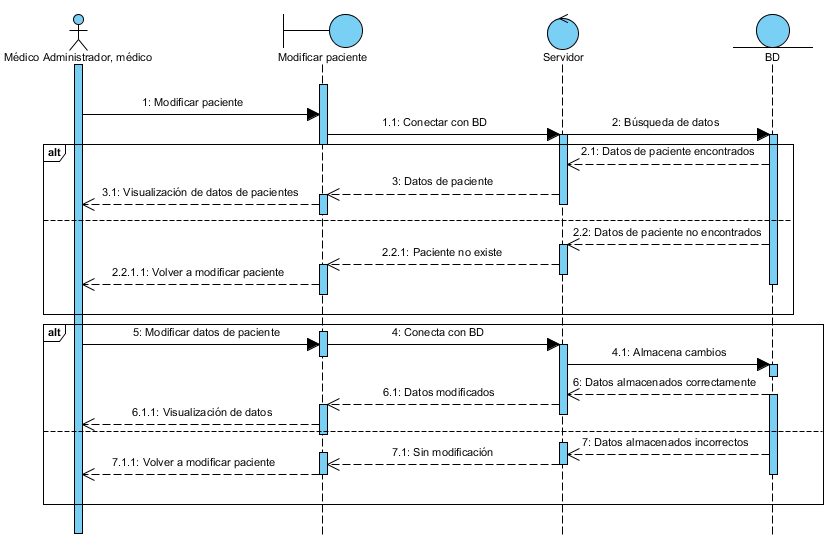 Médico Administrador, médico
Modificar paciente
Servidor
BD
1: Modificar paciente
1.1: Conectar con BD
2: Búsqueda de datos
alt
2.1: Datos de paciente encontrados
3: Datos de paciente
3.1: Visualización de datos de pacientes
2.2: Datos de paciente no encontrados
2.2.1: Paciente no existe
2.2.1.1: Volver a modificar paciente
alt
5: Modificar datos de paciente
4: Conecta con BD
4.1: Almacena cambios
6: Datos almacenados correctamente
6.1: Datos modificados
6.1.1: Visualización de datos
7: Datos almacenados incorrectos
7.1: Sin modificación
7.1.1: Volver a modificar paciente